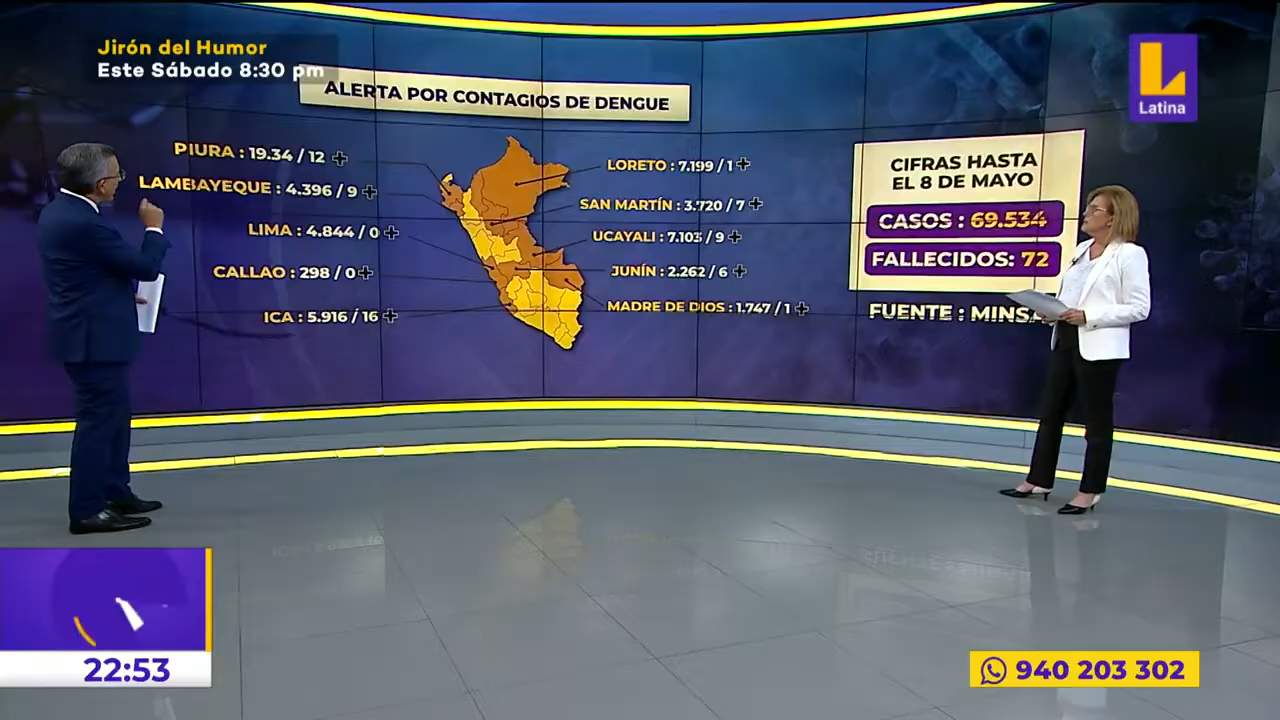 Jirón del Humor
Este Sábado 8:30 pm
Latina
ALERTA POR CONTAGIOS DE DENGUE
PIURA : 19.34 / 12
LAMBAYEQUE : 4.396 / 9
LIMA : 4.844 / 0
CALLAO : 298 / 0
ICA : 5.916 / 16
LORETO : 7.199 / 1
SAN MARTÍN : 3.720 / 7
UCAYALI : 7.103 / 9
JUNÍN : 2.262 / 6
MADRE DE DIOS : 1.747 / 1
CIFRAS HASTA
EL 8 DE MAYO
CASOS : 69.534
FALLECIDOS: 72
FUENTE : MINSA
22:53
940 203 302